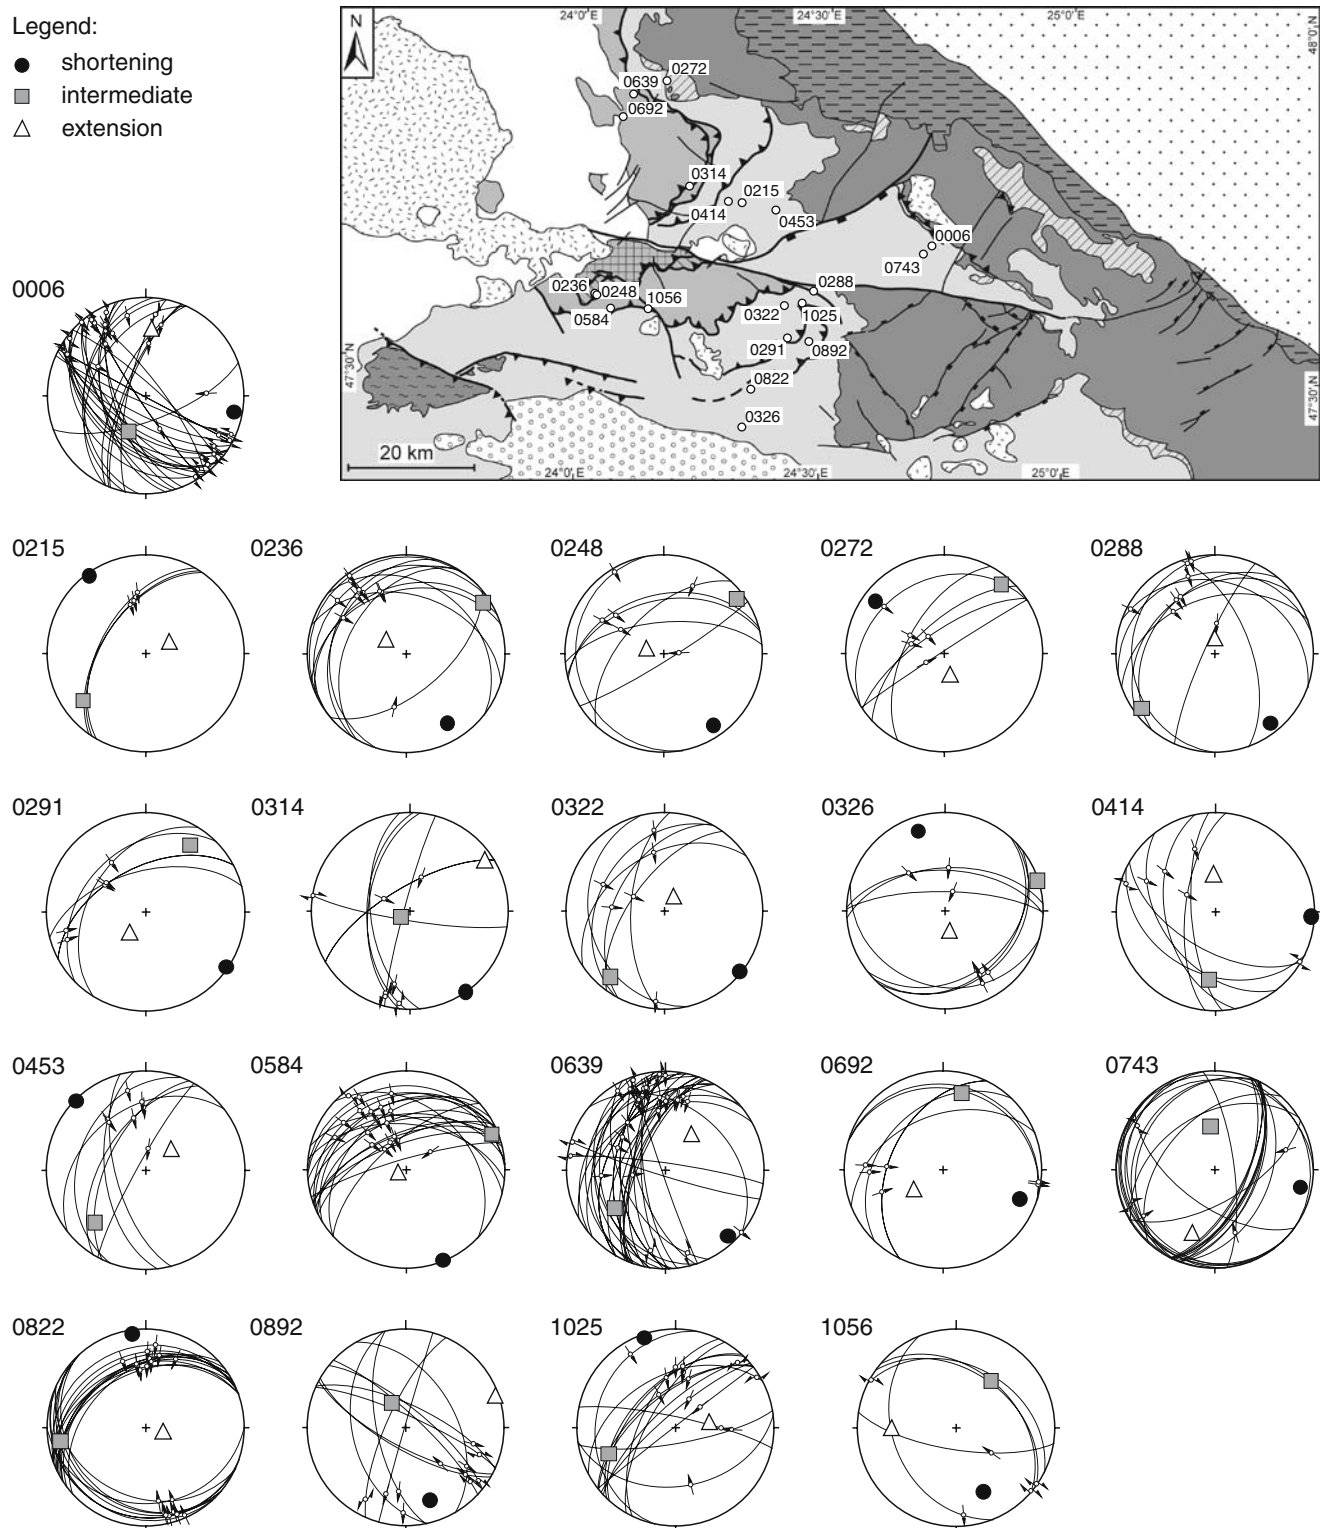 Legend:
shortening
intermediate
extension
N
24°0'E
24°30'E
25°0'E
48°0'N
0272
0639
0692
0314
0215
0414
0453
0006
0743
0236
0248
1056
0288
0584
0322
1025
0291
0892
0822
0326
47°30'N
47°30'N
20 km
24°0'E
24°30'E
25°0'E
0006
0215
0236
0248
0272
0288
0291
0314
0322
0326
0414
0453
0584
0639
0692
0743
0822
0892
1025
1056